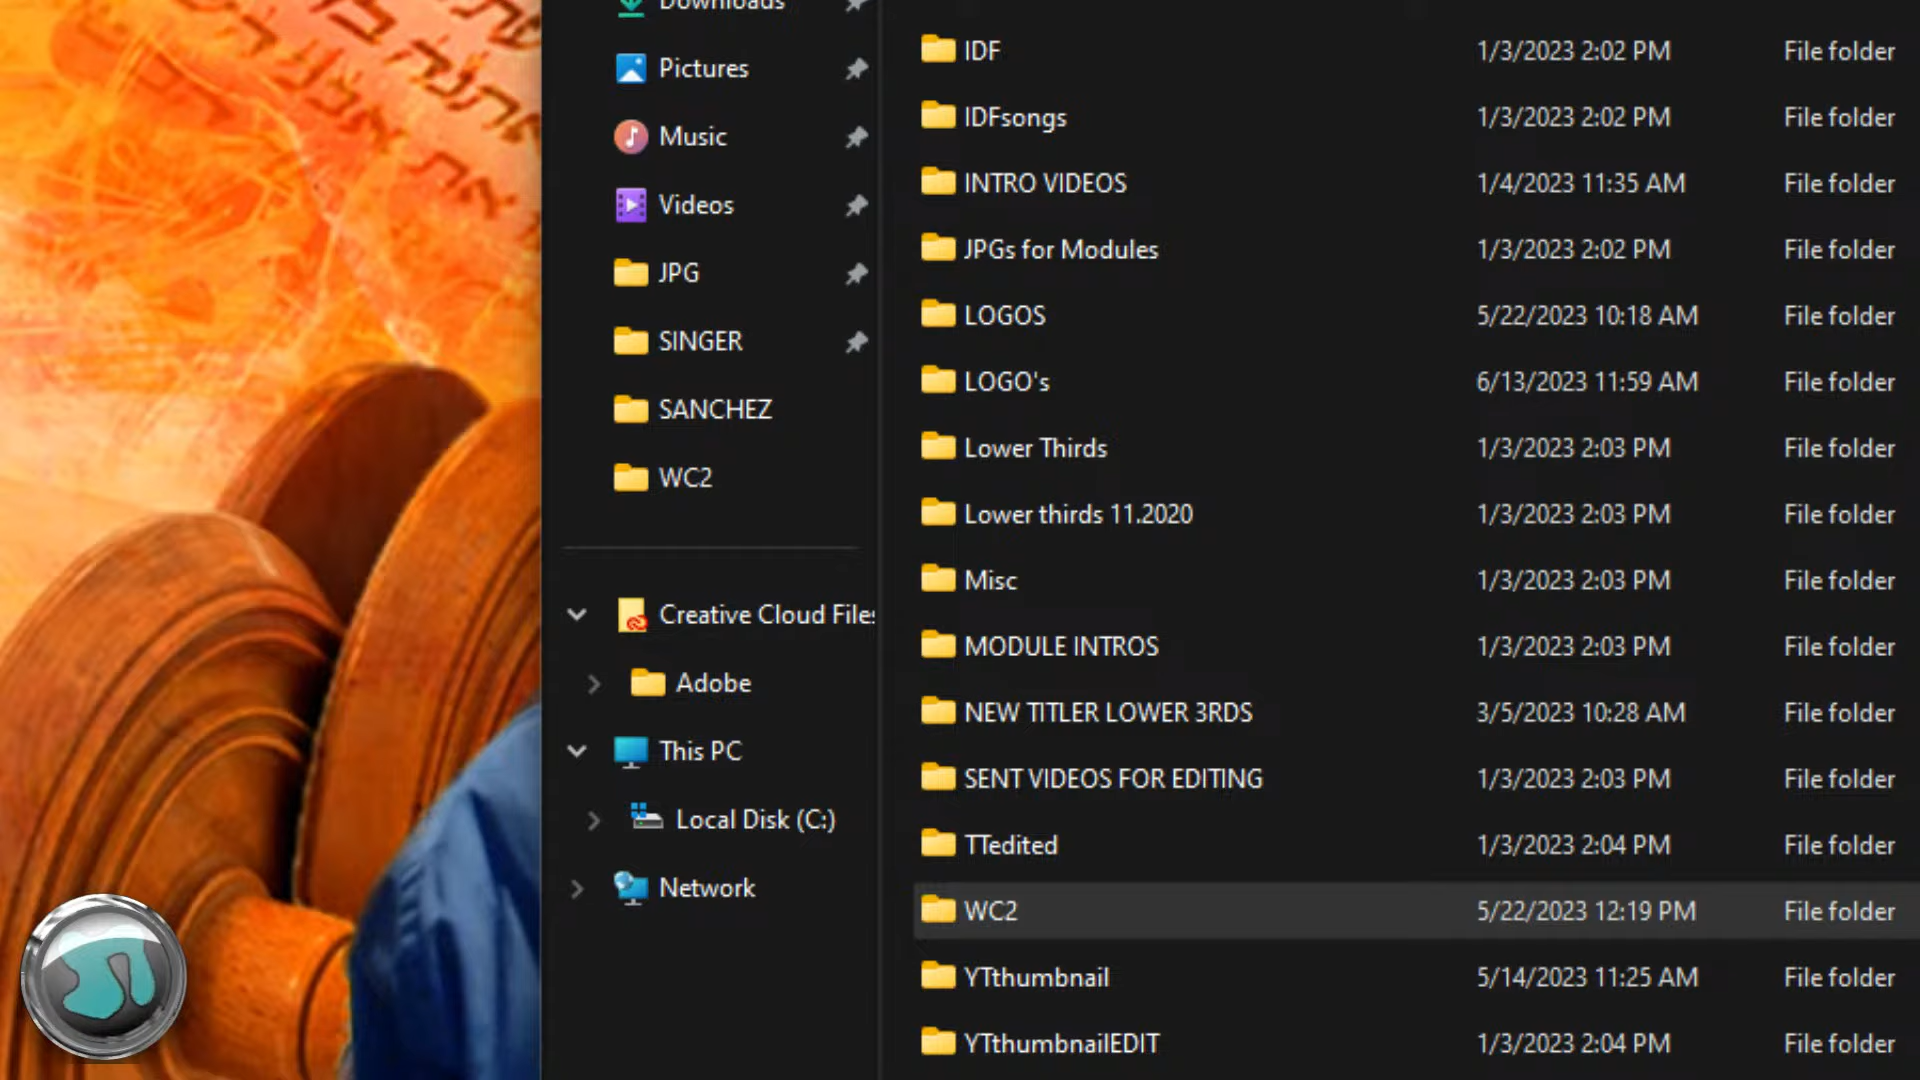 Downloads
Pictures
Music
Videos
JPG
SINGER
SANCHEZ
WC2
Creative Cloud Files
Adobe
This PC
Local Disk (C:)
Network
IDF 1/3/2023 2:02 PM File folder
IDFsongs 1/3/2023 2:02 PM File folder
INTRO VIDEOS 1/4/2023 11:35 AM File folder
JPGs for Modules 1/3/2023 2:02 PM File folder
LOGOS 5/22/2023 10:18 AM File folder
LOGO's 6/13/2023 11:59 AM File folder
Lower Thirds 1/3/2023 2:03 PM File folder
Lower thirds 11.2020 1/3/2023 2:03 PM File folder
Misc 1/3/2023 2:03 PM File folder
MODULE INTROS 1/3/2023 2:03 PM File folder
NEW TITLER LOWER 3RDS 3/5/2023 10:28 AM File folder
SENT VIDEOS FOR EDITING 1/3/2023 2:03 PM File folder
TTedited 1/3/2023 2:04 PM File folder
WC2 5/22/2023 12:19 PM File folder
YTthumbnail 5/14/2023 11:25 AM File folder
YTthumbnailEDIT 1/3/2023 2:04 PM File folder